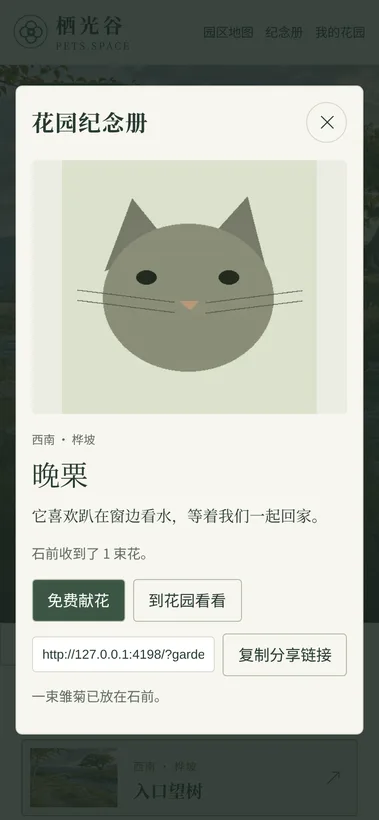 栖光谷
PETS SPACE
园区地图 纪念册 我的花园
花园纪念册
西南 · 桦坡
晚栗
它喜欢趴在窗边看水，等着我们一起回家。
石前收到了 1 束花。
免费献花 到花园看看
http://127.0.0.1:4198/?garde 复制分享链接
一束雏菊已放在石前。
西南 · 桦坡
入口望树